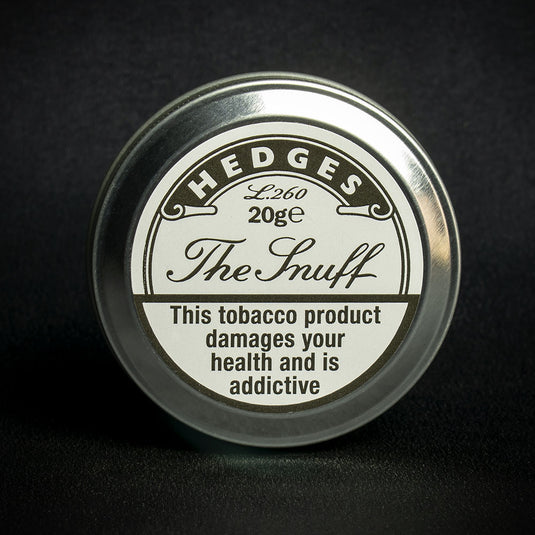 HEDGES
L.260
20g℮
The Snuff
This tobacco product
damages your
health and is
addictive